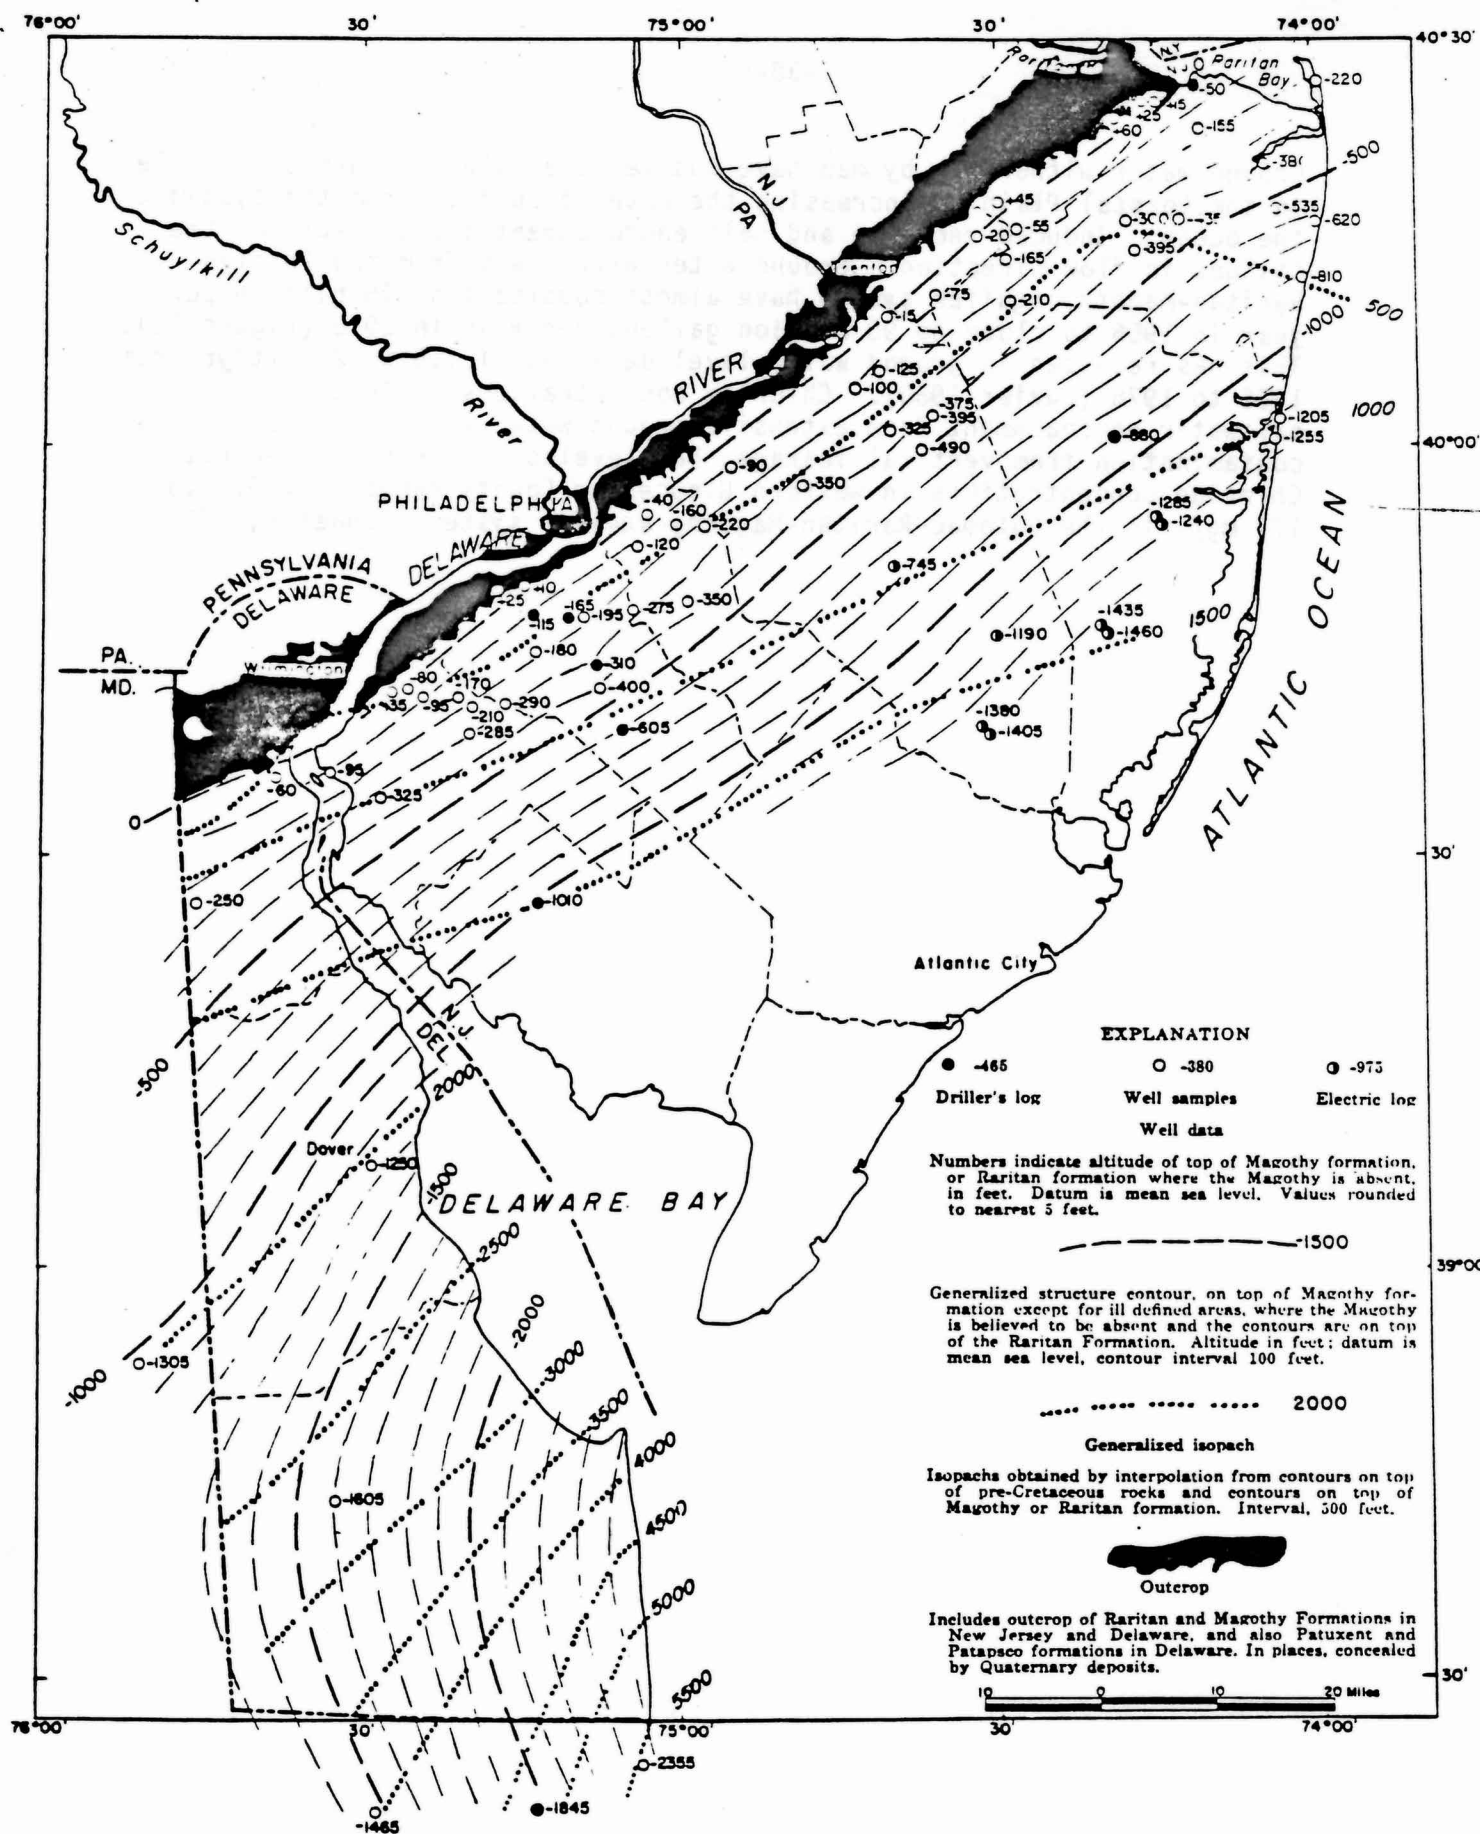 76°00'
30'
75°00'
30'
74°00'
40°30'
NY
NJ
Raritan
Bay
-220
-50
-45
-25
-60
-155
-380
-500
NJ
PA
Schuylkill
River
-45
-55
-20
-165
-300
-395
-535
-620
-810
500
-75
-210
-15
-1000
RIVER
-125
-100
-375
-395
-325
-490
-880
-1205
1000
-1255
40°00'
-90
-350
PHILADELPHIA
PA
-40
-160
-220
-120
-1285
-1240
DELAWARE
PENNSYLVANIA
DELAWARE
-745
-10
-25
-165
-115
-195
-275
-350
-180
-1435
-1460
1500
-1190
OCEAN
PA.
MD.
Wilmington
-310
-80
-170
-400
-35
-95
-290
-210
-285
-605
-1380
-1405
ATLANTIC
-95
-60
-325
0
30'
-250
-1010
Atlantic City
N.J.
DEL.
-500
2000
Dover
-1250
-1500
DELAWARE BAY
-2500
-2000
39°00'
-1305
-1000
3000
3500
4000
-1605
4500
5000
5500
30'
76°00'
30'
75°00'
30'
74°00'
-2355
-1845
-1465
EXPLANATION
-465
-380
-975
Driller's log
Well samples
Electric log
Well data
Numbers indicate altitude of top of Magothy formation,
or Raritan formation where the Magothy is absent,
in feet. Datum is mean sea level. Values rounded
to nearest 5 feet.
-1500
Generalized structure contour, on top of Magothy for-
mation except for ill defined areas, where the Magothy
is believed to be absent and the contours are on top
of the Raritan Formation. Altitude in feet; datum is
mean sea level, contour interval 100 feet.
2000
Generalized isopach
Isopachs obtained by interpolation from contours on top
of pre-Cretaceous rocks and contours on top of
Magothy or Raritan formation. Interval, 500 feet.
Outcrop
Includes outcrop of Raritan and Magothy Formations in
New Jersey and Delaware, and also Patuxent and
Patapsco formations in Delaware. In places, concealed
by Quaternary deposits.
10
0
10
20 Miles